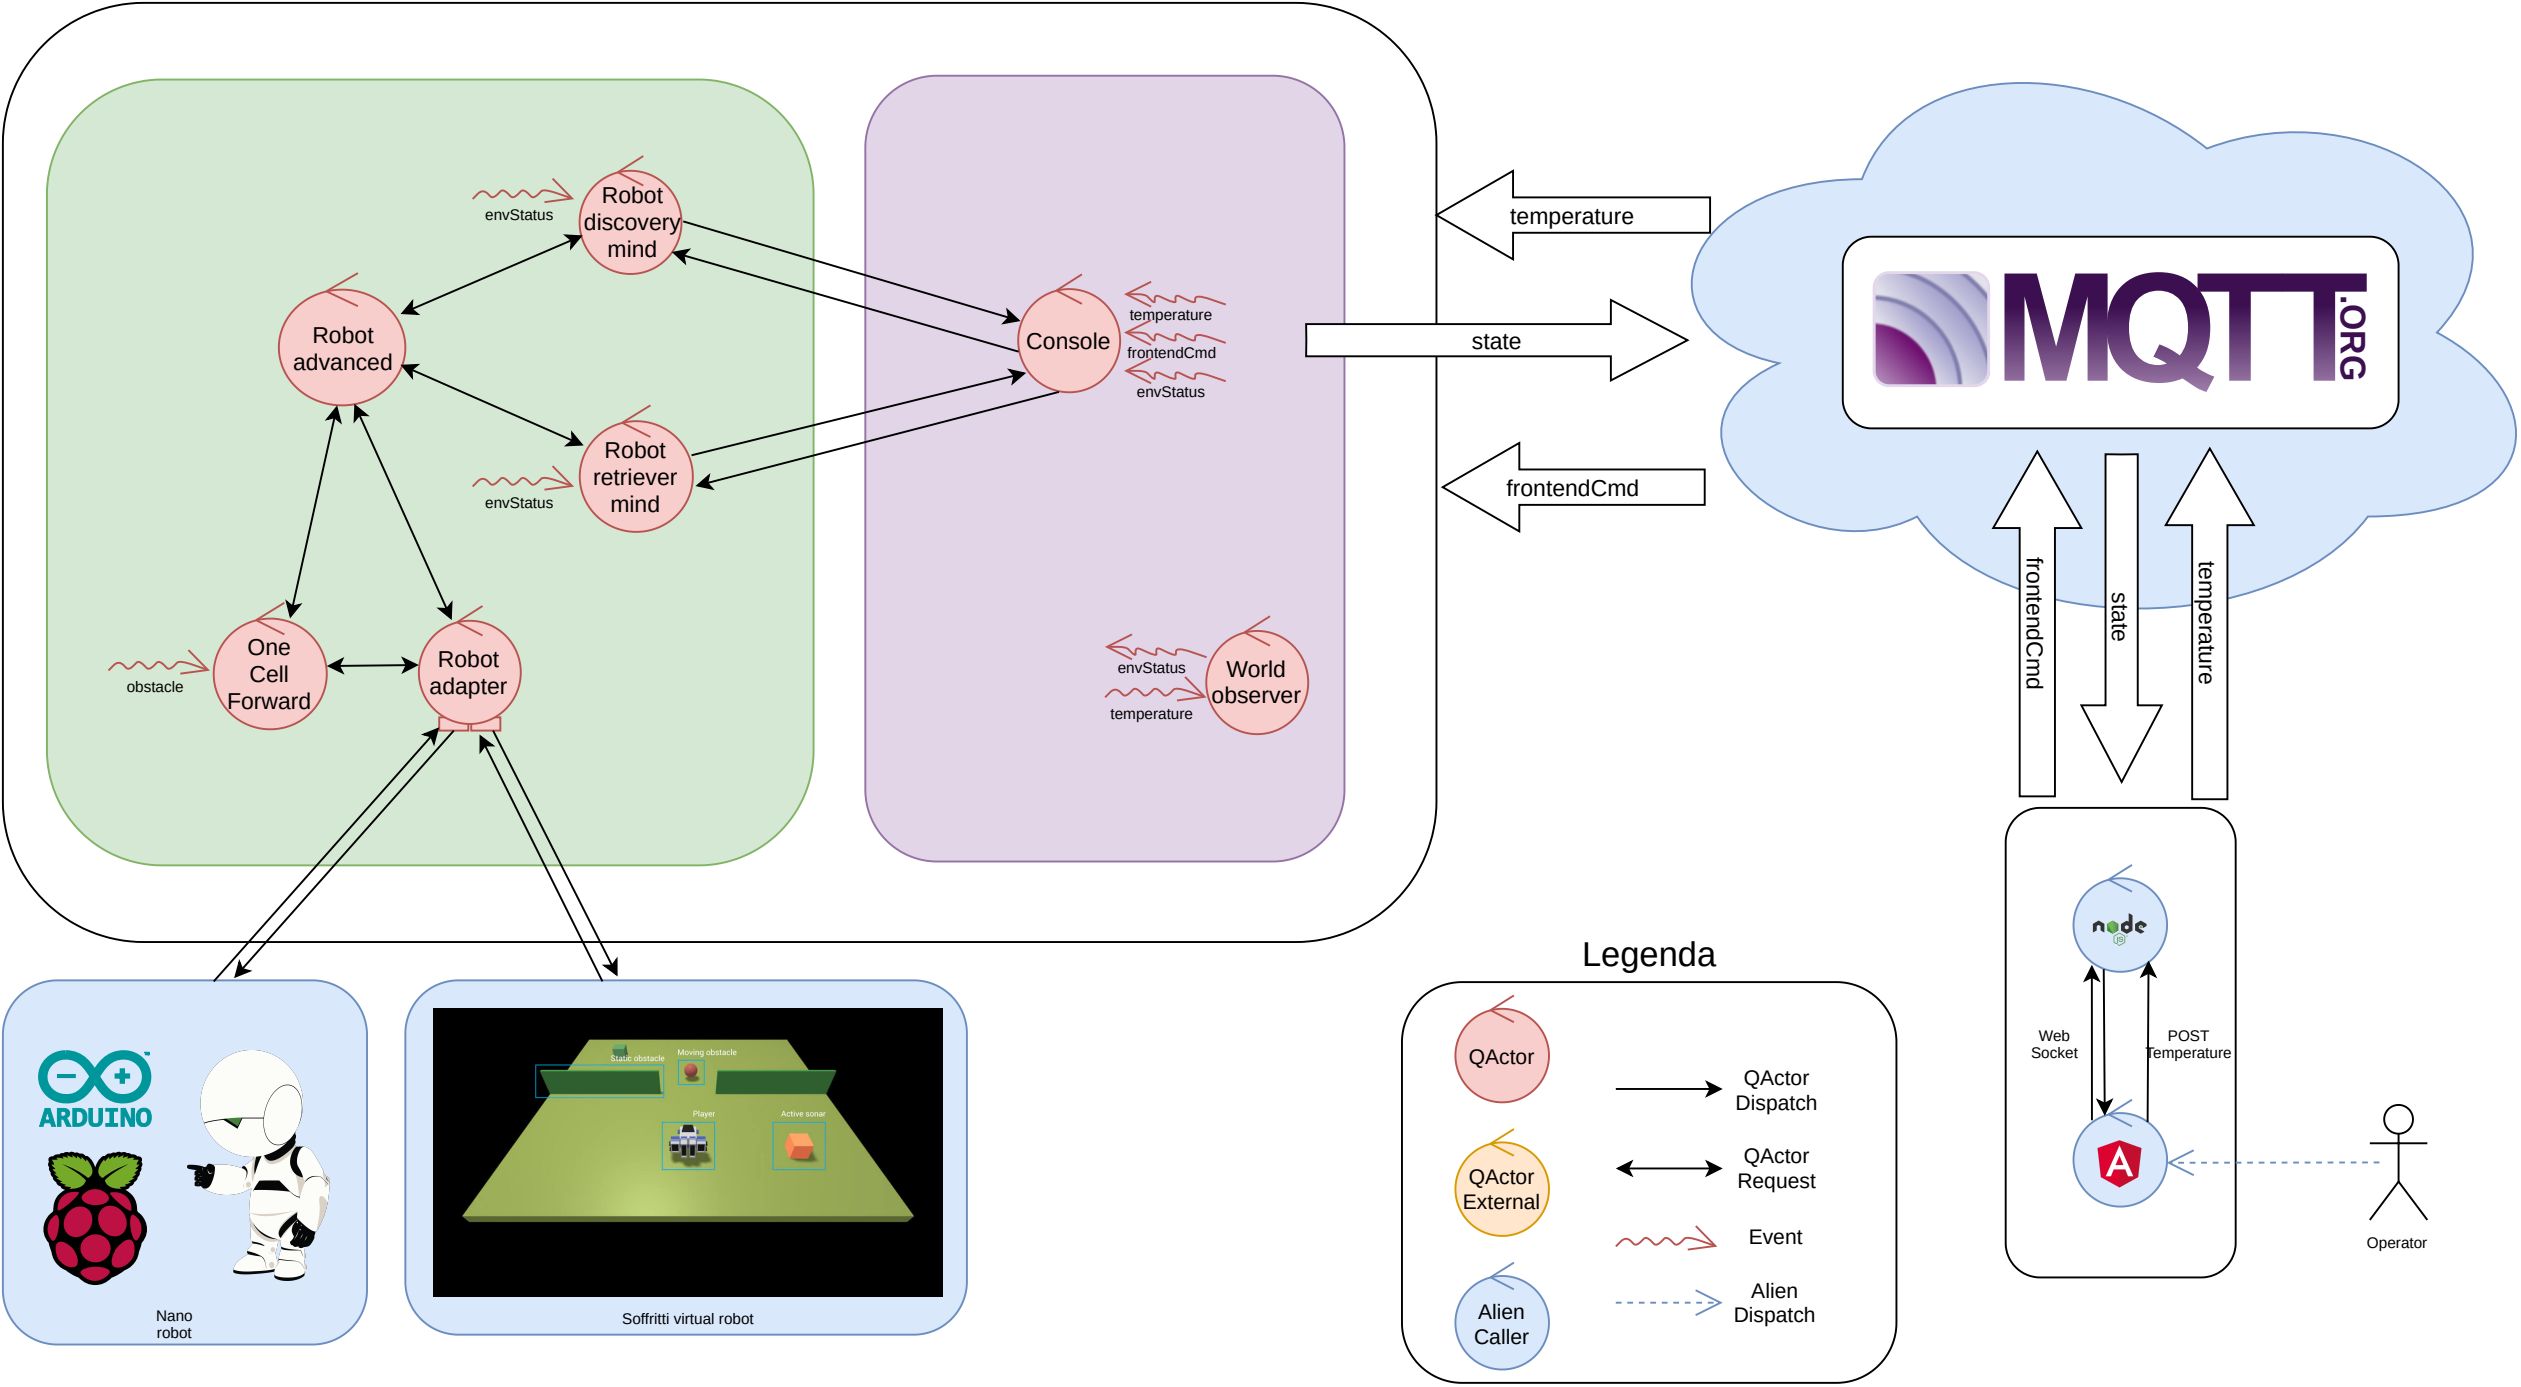 Robot
discovery
mind
envStatus
Robot
advanced
Robot
retriever
mind
envStatus
One
Cell
Forward
obstacle
Robot
adapter
Console
temperature
frontendCmd
envStatus
World
observer
envStatus
temperature
temperature
state
frontendCmd
MQTT
.ORG
frontendCmd
state
temperature
node
JS
Web
Socket
POST
Temperature
A
Operator
ARDUINO
™
Nano
robot
Static obstacle
Moving obstacle
Player
Active sonar
Soffritti virtual robot
Legenda
QActor
QActor
External
Alien
Caller
QActor
Dispatch
QActor
Request
Event
Alien
Dispatch